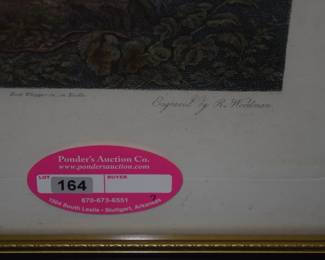 Engraved by R. Woodman
Ponder's Auction Co.
www.pondersauction.com
LOT
164
BUYER
870-673-6551
1504 South Leslie - Stuttgart, Arkansas